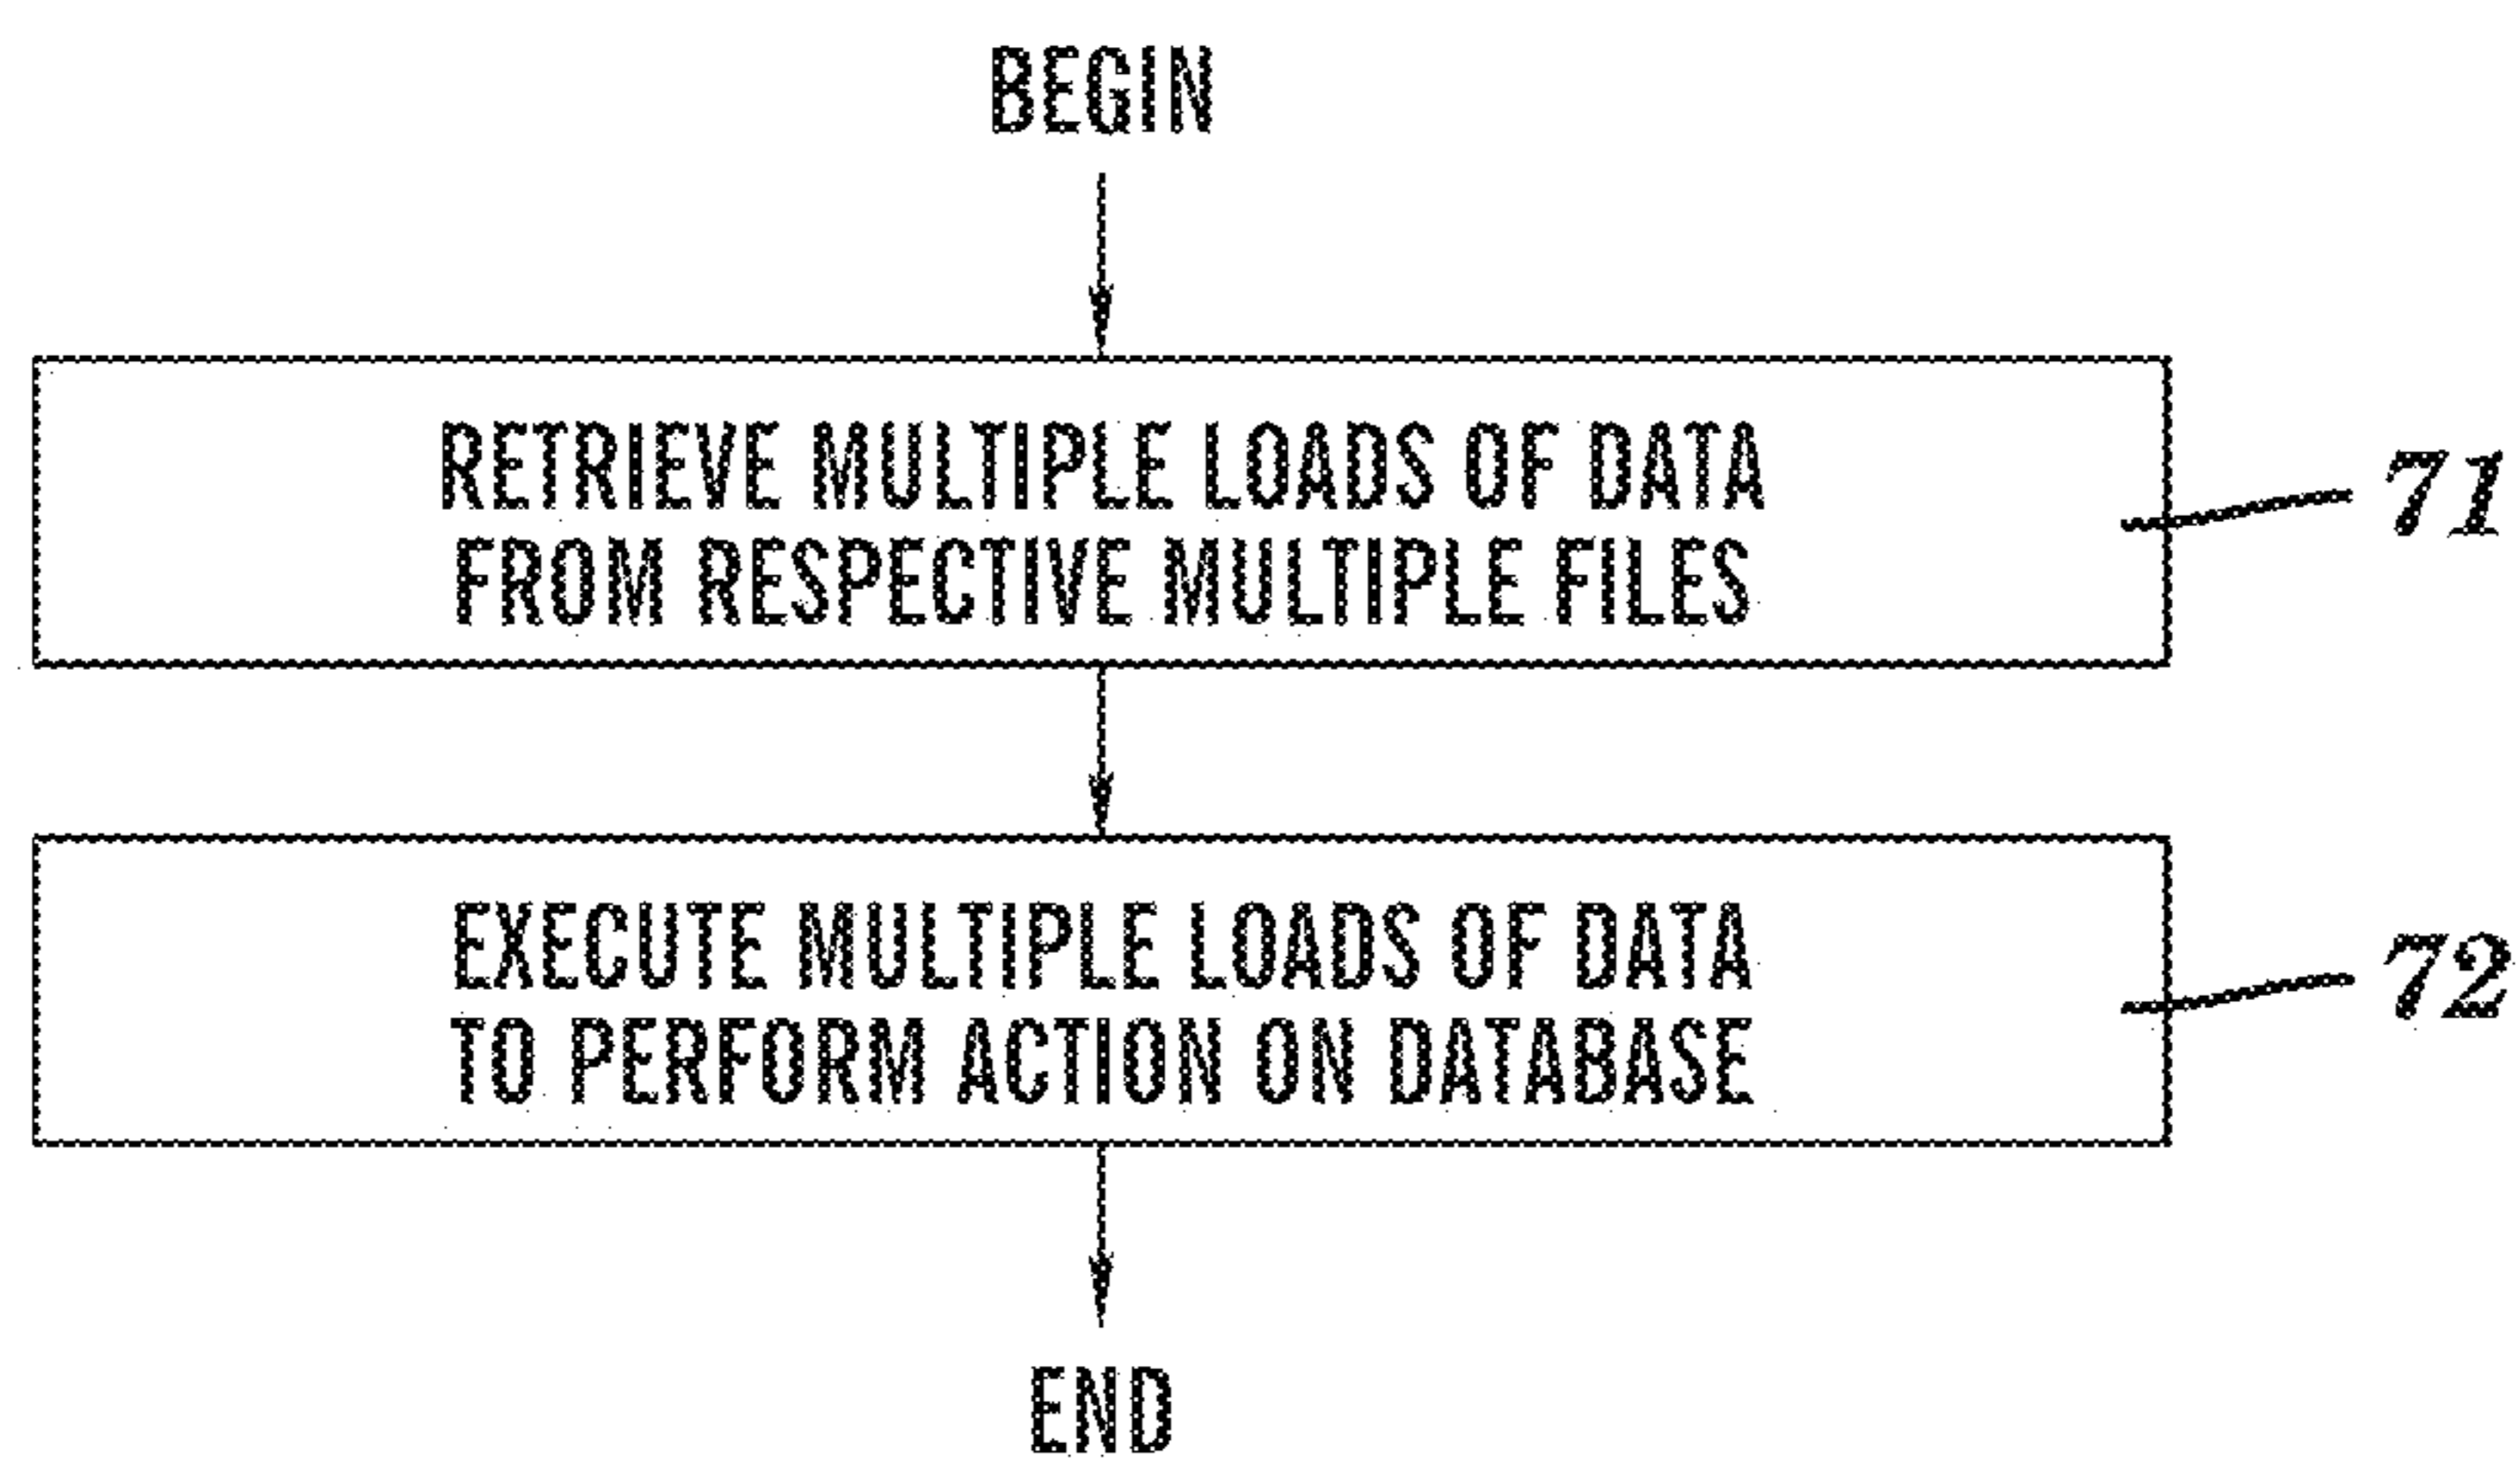 BEGIN
RETRIEVE MULTIPLE LOADS OF DATA
FROM RESPECTIVE MULTIPLE FILES
71
EXECUTE MULTIPLE LOADS OF DATA
TO PERFORM ACTION ON DATABASE
72
END